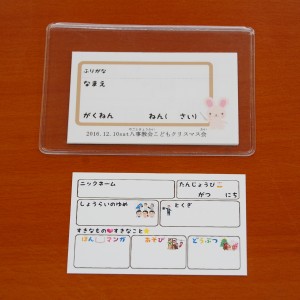 ふりがな
なまえ
がくねん ねん( さい)
2016.12.10sat八事教会こどもクリスマス会
ニックネーム
たんじょうび
がつ にち
しょうらいのゆめ
とくぎ
すきなもの♥すきなこと
ほん マンガ
あそび
どうぶつ